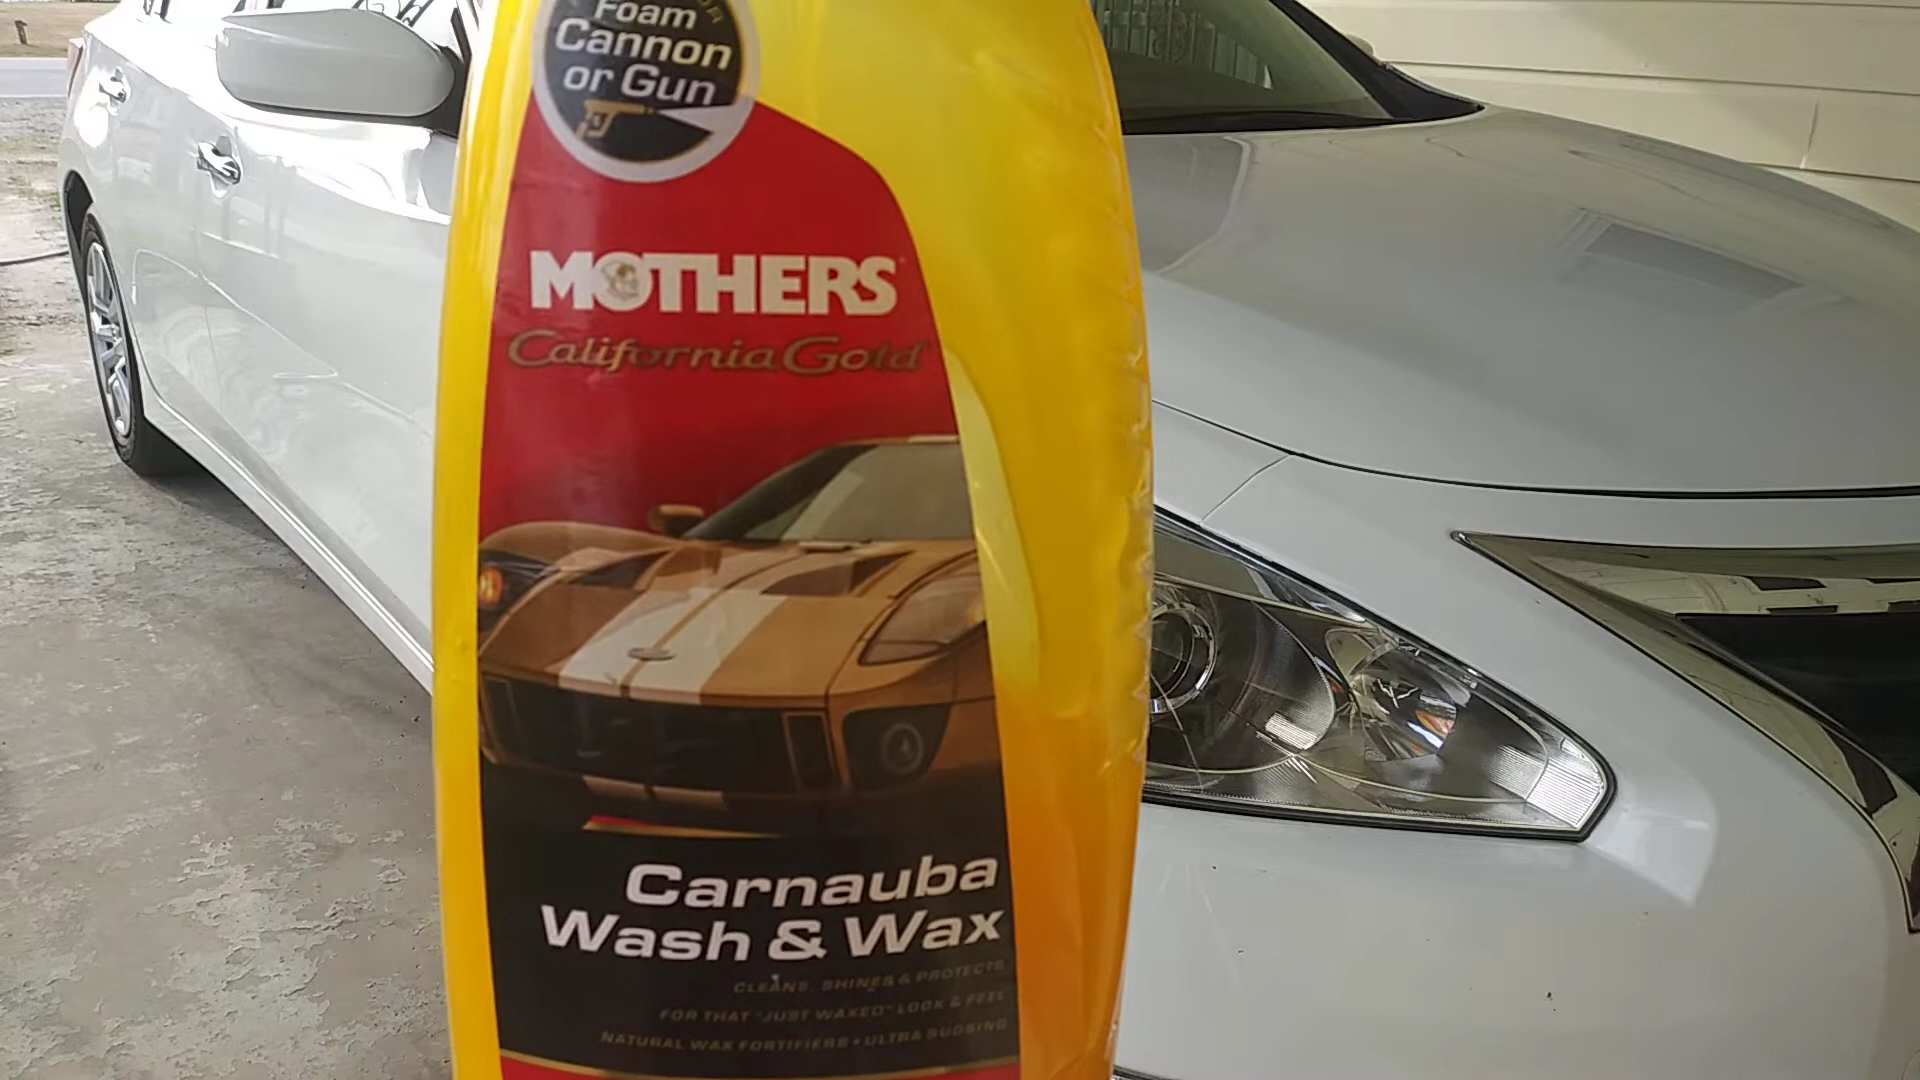 Foam
Cannon
or Gun
MOTHERS
California Gold
Carnauba
Wash & Wax
CLEANS, SHINES & PROTECTS
FOR THAT "JUST WAXED" LOOK & FEEL
NATURAL WAX FORTIFIERS • ULTRA SUDSING